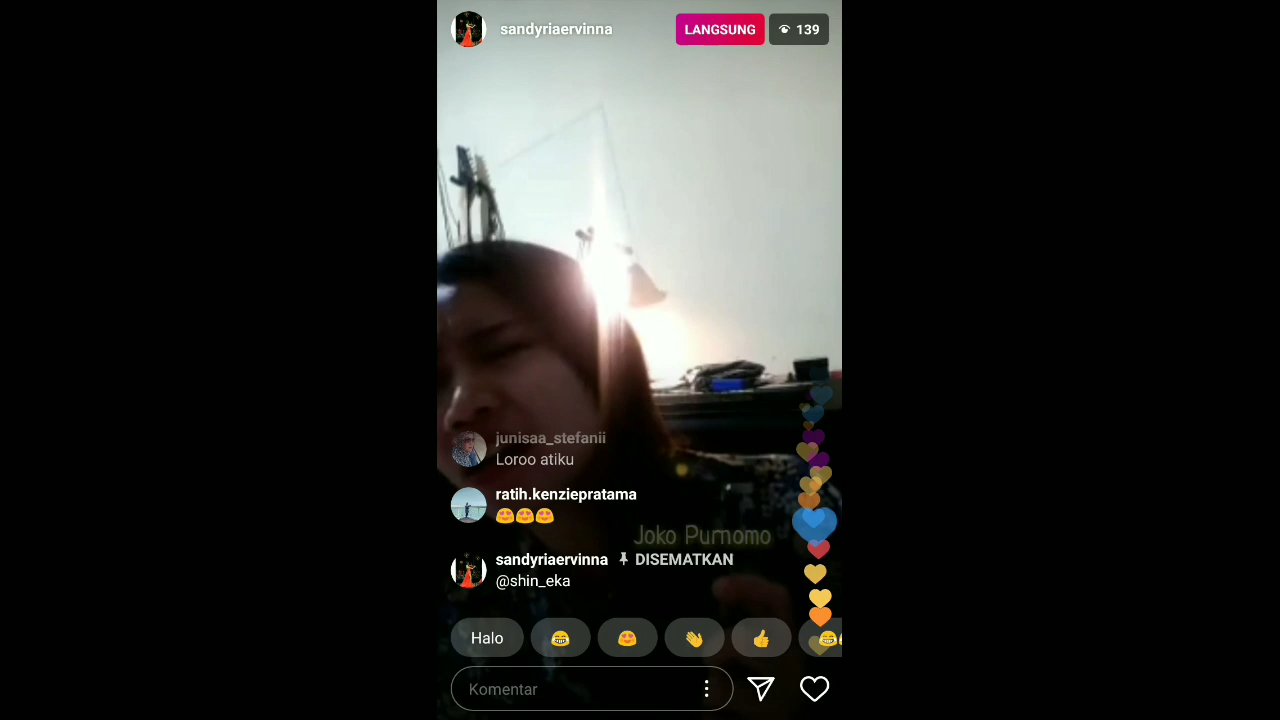 sandyriaervinna
LANGSUNG
139
junisaa_stefanii
Loroo atiku
ratih.kenziepratama
😍😍😍
Joko Purnomo
sandyriaervinna DISEMATKAN
@shin_eka
Halo 😂 😍 👋 👍 😂
Komentar